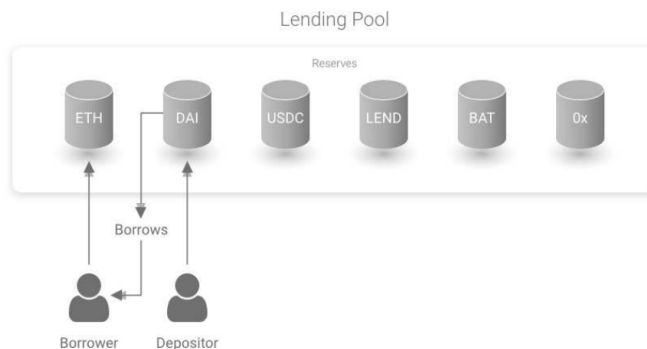 Lending Pool
Reserves
ETH DAI USDC LEND BAT 0x
Borrows
Borrower Depositor